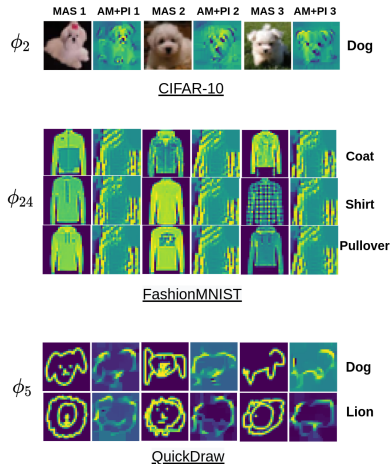 MAS 1 AM+PI 1 MAS 2 AM+PI 2 MAS 3 AM+PI 3
ϕ2 Dog
CIFAR-10
Coat
ϕ24 Shirt
Pullover
FashionMNIST
Dog
ϕ5
Lion
QuickDraw